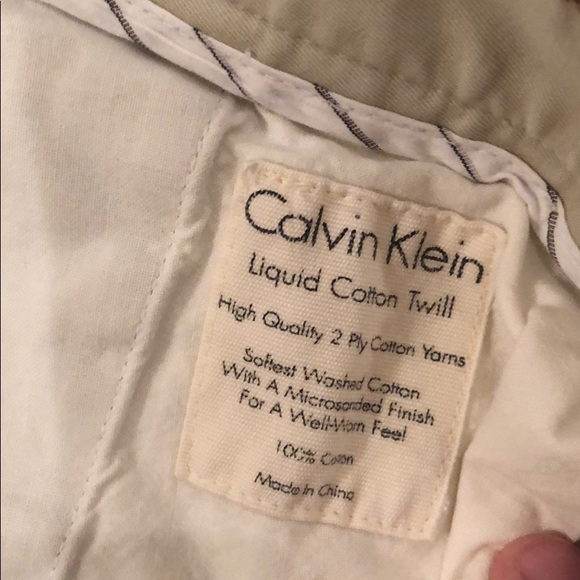 Calvin Klein
Liquid Cotton Twill
High Quality 2 Ply Cotton Yarns
Softest Washed Cotton
With A Microsanded Finish
For A Well-Worn Feel
100% Cotton
Made In China